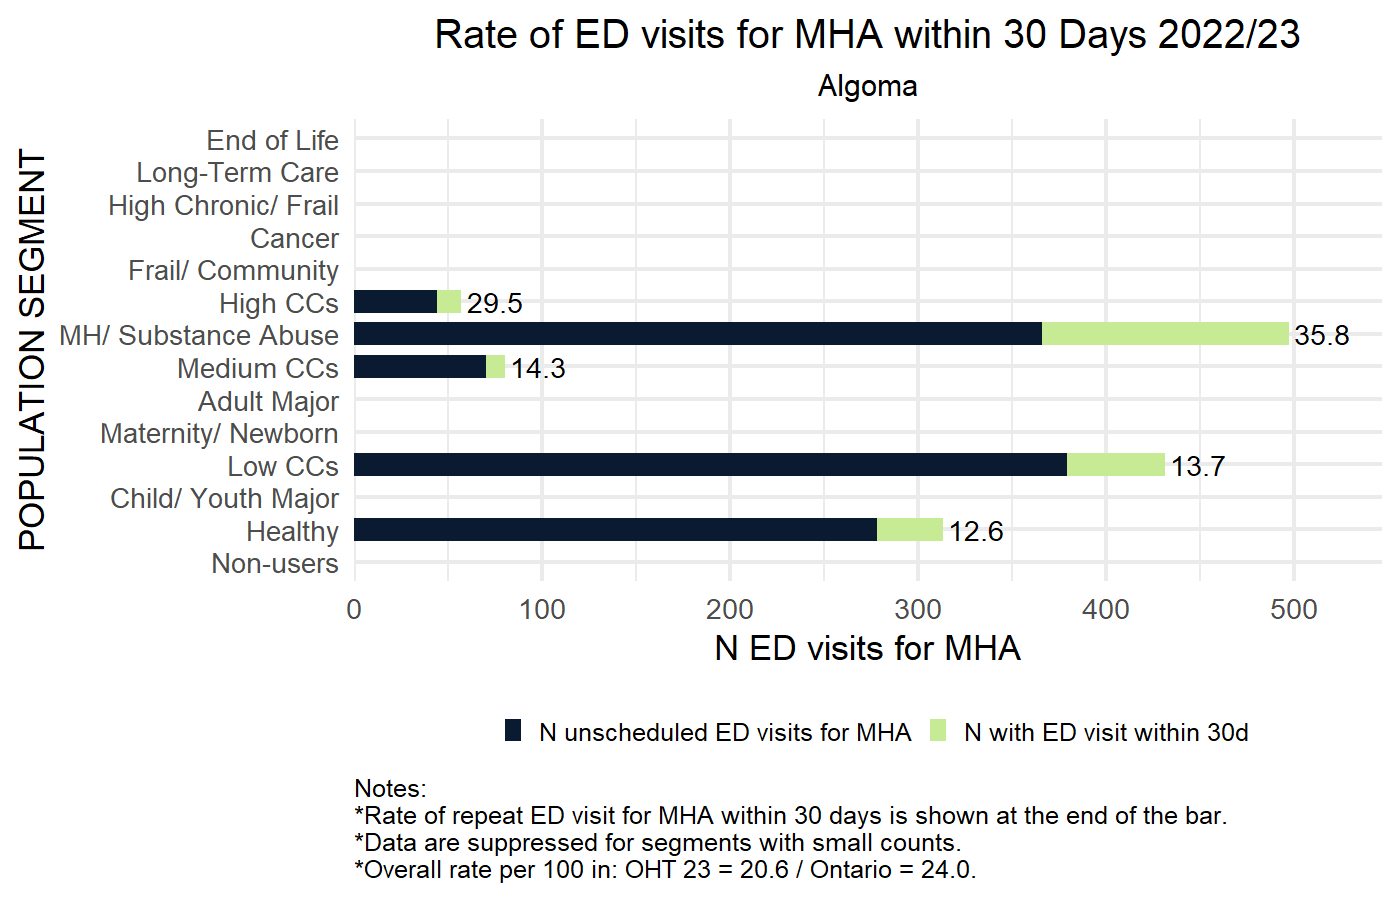 Rate of ED visits for MHA within 30 Days 2022/23
Algoma
POPULATION SEGMENT
End of Life
Long-Term Care
High Chronic/ Frail
Cancer
Frail/ Community
High CCs 29.5
MH/ Substance Abuse 35.8
Medium CCs 14.3
Adult Major
Maternity/ Newborn
Low CCs 13.7
Child/ Youth Major
Healthy 12.6
Non-users
0 100 200 300 400 500
N ED visits for MHA
N unscheduled ED visits for MHA N with ED visit within 30d
Notes:
*Rate of repeat ED visit for MHA within 30 days is shown at the end of the bar.
*Data are suppressed for segments with small counts.
*Overall rate per 100 in: OHT 23 = 20.6 / Ontario = 24.0.